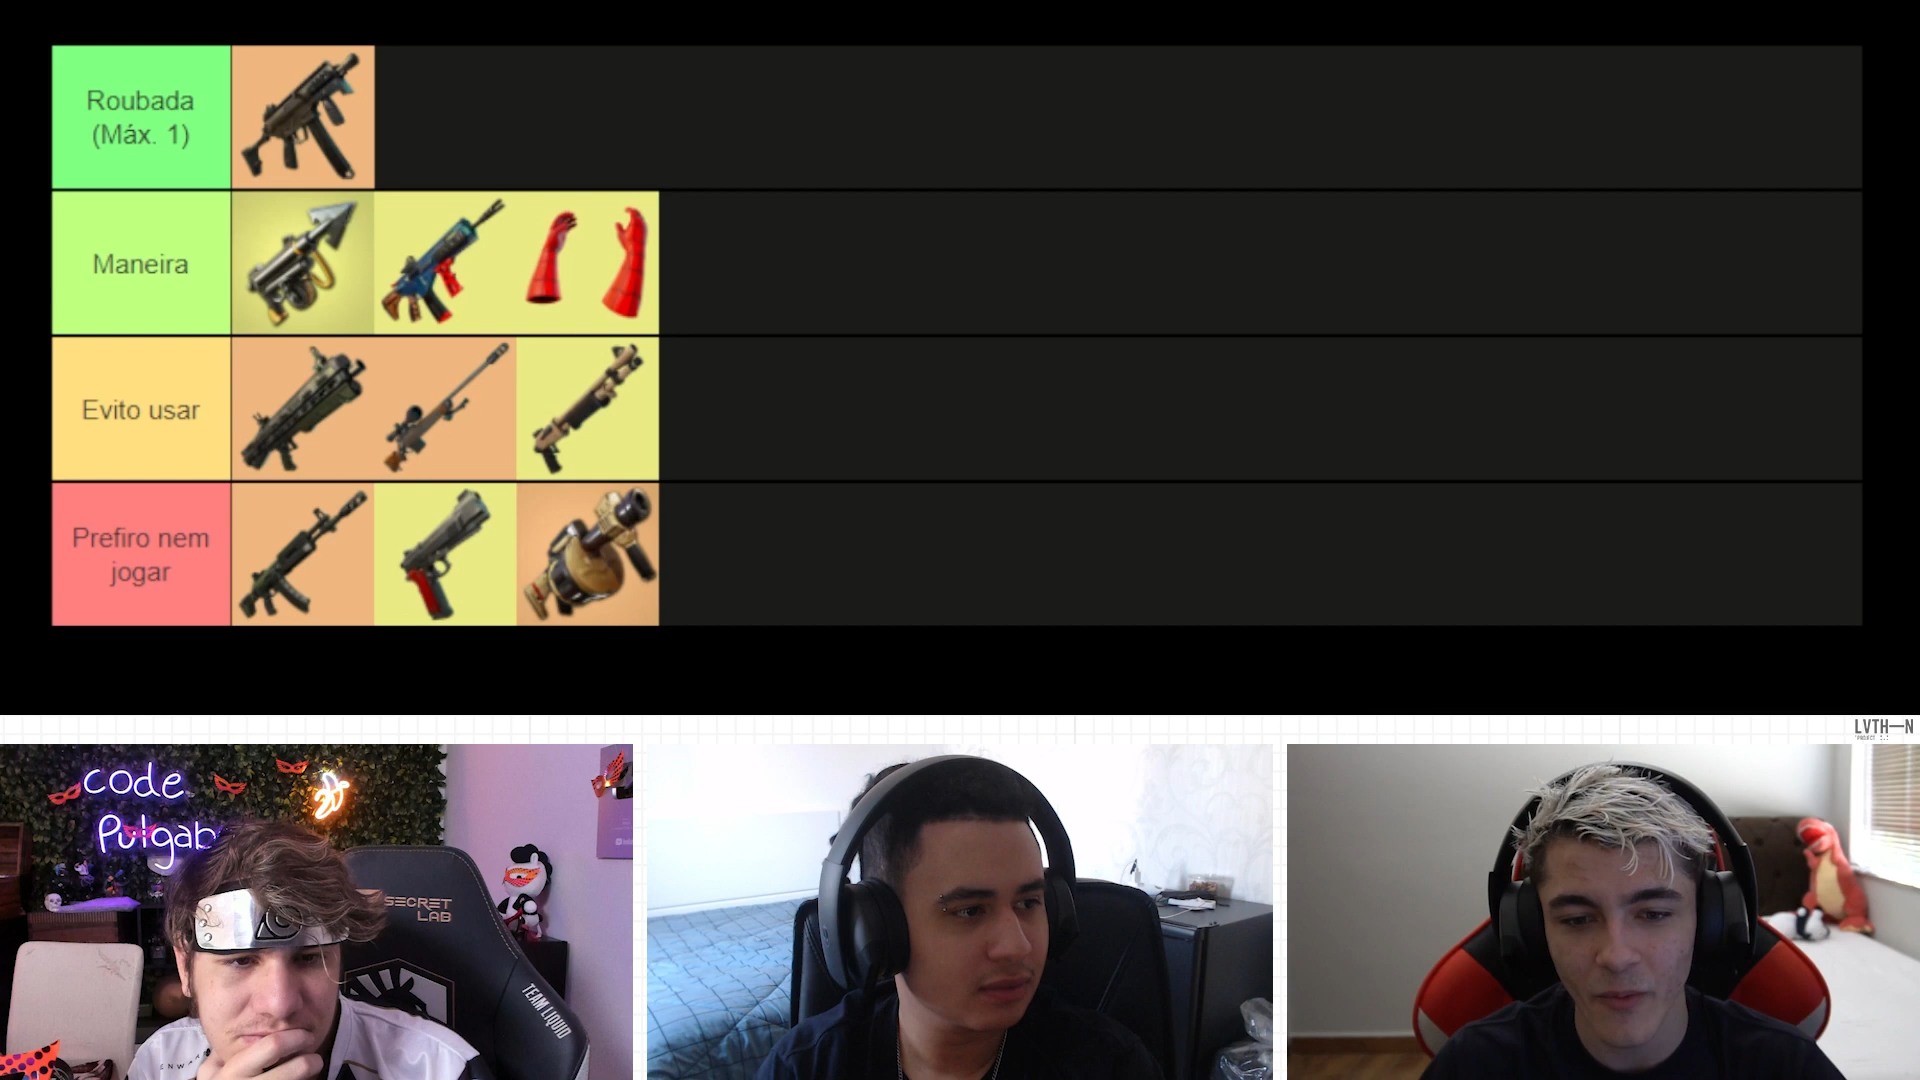 Roubada
(Máx. 1)
Maneira
Evito usar
Prefiro nem
jogar
LVTH—N
code
Pulgab
SECRET
LAB
TEAM LIQUID